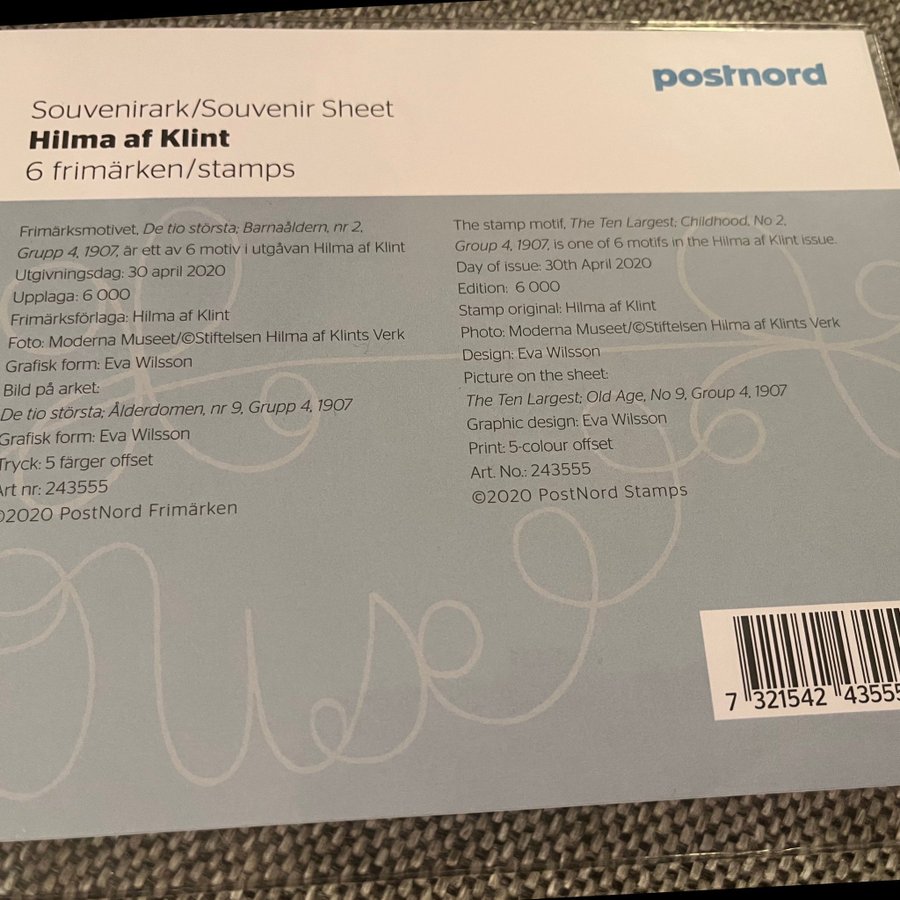 postnord
Souvenirark/Souvenir Sheet
Hilma af Klint
6 frimärken/stamps
Frimärksmotivet, De tio största; Barnaåldern, nr 2,
Grupp 4, 1907, är ett av 6 motiv i utgåvan Hilma af Klint
Utgivningsdag: 30 april 2020
Upplaga: 6 000
Frimärksförlaga: Hilma af Klint
Foto: Moderna Museet/©Stiftelsen Hilma af Klints Verk
Grafisk form: Eva Wilsson
Bild på arket:
De tio största; Ålderdomen, nr 9, Grupp 4, 1907
Grafisk form: Eva Wilsson
Tryck: 5 färger offset
Art nr: 243555
©2020 PostNord Frimärken
The stamp motif, The Ten Largest; Childhood, No 2,
Group 4, 1907, is one of 6 motifs in the Hilma af Klint issue.
Day of issue: 30th April 2020
Edition: 6 000
Stamp original: Hilma af Klint
Photo: Moderna Museet/©Stiftelsen Hilma af Klints Verk
Design: Eva Wilsson
Picture on the sheet:
The Ten Largest; Old Age, No 9, Group 4, 1907
Graphic design: Eva Wilsson
Print: 5-colour offset
Art. No.: 243555
©2020 PostNord Stamps
7 321542 43555